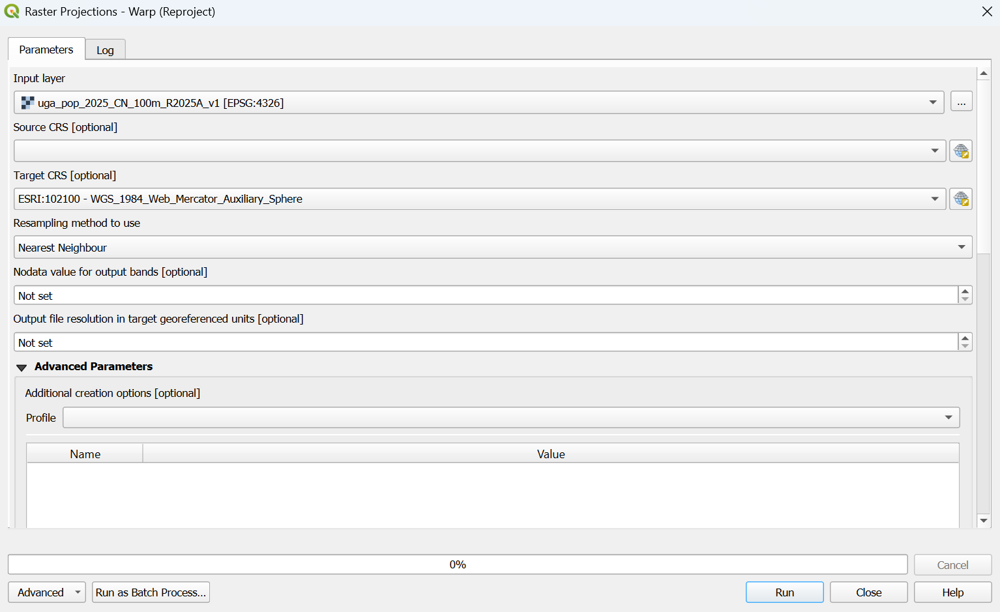 Raster Projections - Warp (Reproject)
Parameters
Log
Input layer
uga_pop_2025_CN_100m_R2025A_v1 [EPSG:4326]
...
Source CRS [optional]
Target CRS [optional]
ESRI:102100 - WGS_1984_Web_Mercator_Auxiliary_Sphere
Resampling method to use
Nearest Neighbour
Nodata value for output bands [optional]
Not set
Output file resolution in target georeferenced units [optional]
Not set
Advanced Parameters
Additional creation options [optional]
Profile
Name Value
0%
Cancel
Advanced Run as Batch Process... Run Close Help